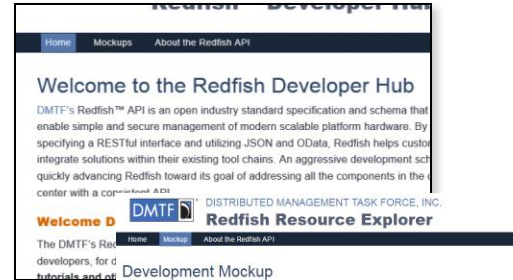 Redfish Developer Hu
Home Mockups About the Redfish API
Welcome to the Redfish Developer Hub
DMTF's Redfish™ API is an open industry standard specification and schema that
enable simple and secure management of modern scalable platform hardware. By
specifying a RESTful interface and utilizing JSON and OData, Redfish helps custo
integrate solutions within their existing tool chains. An aggressive development sch
quickly advancing Redfish toward its goal of addressing all the components in the
center with a consistent API
Welcome D
The DMTF's Red
developers, for d
tutorials and ot
DMTF DISTRIBUTED MANAGEMENT TASK FORCE, INC.
Redfish Resource Explorer
Home Mockup About the Redfish API
Development Mockup